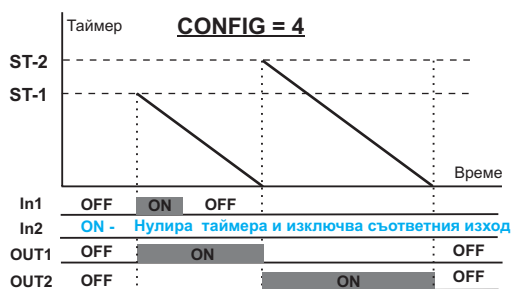 Таймер
CONFIG = 4
ST-2
ST-1
Време
In1 OFF ON OFF
In2 ON - Нулира таймера и изключва съответния изход
OUT1 OFF ON OFF
OUT2 OFF ON OFF